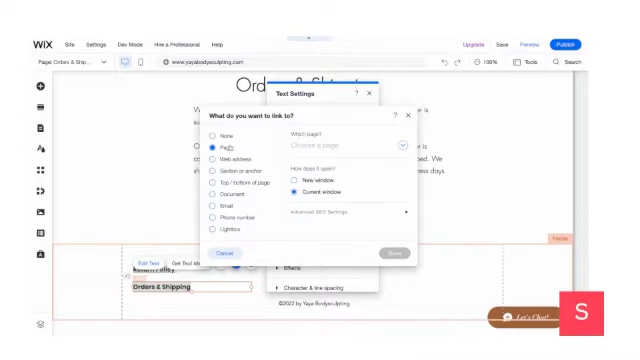 WiX Site Settings Dev Mode Hire a Professional Help Upgrade Save Preview Publish
Page: Orders & Ship... www.yayabodysculpting.com 100% Tools Search
Text Settings ?
What do you want to link to? ?
None
Page
Web address
Section or anchor
Top / bottom of page
Document
Email
Phone number
Lightbox
Which page?
Choose a page
How does it open?
New window
Current window
Advanced SEO Settings
Cancel
Done
Footer
Edit Text
Return Policy
Orders & Shipping
Effects
Character & line spacing
©2022 by Yaya Bodysculpting
Let's Chat!
S